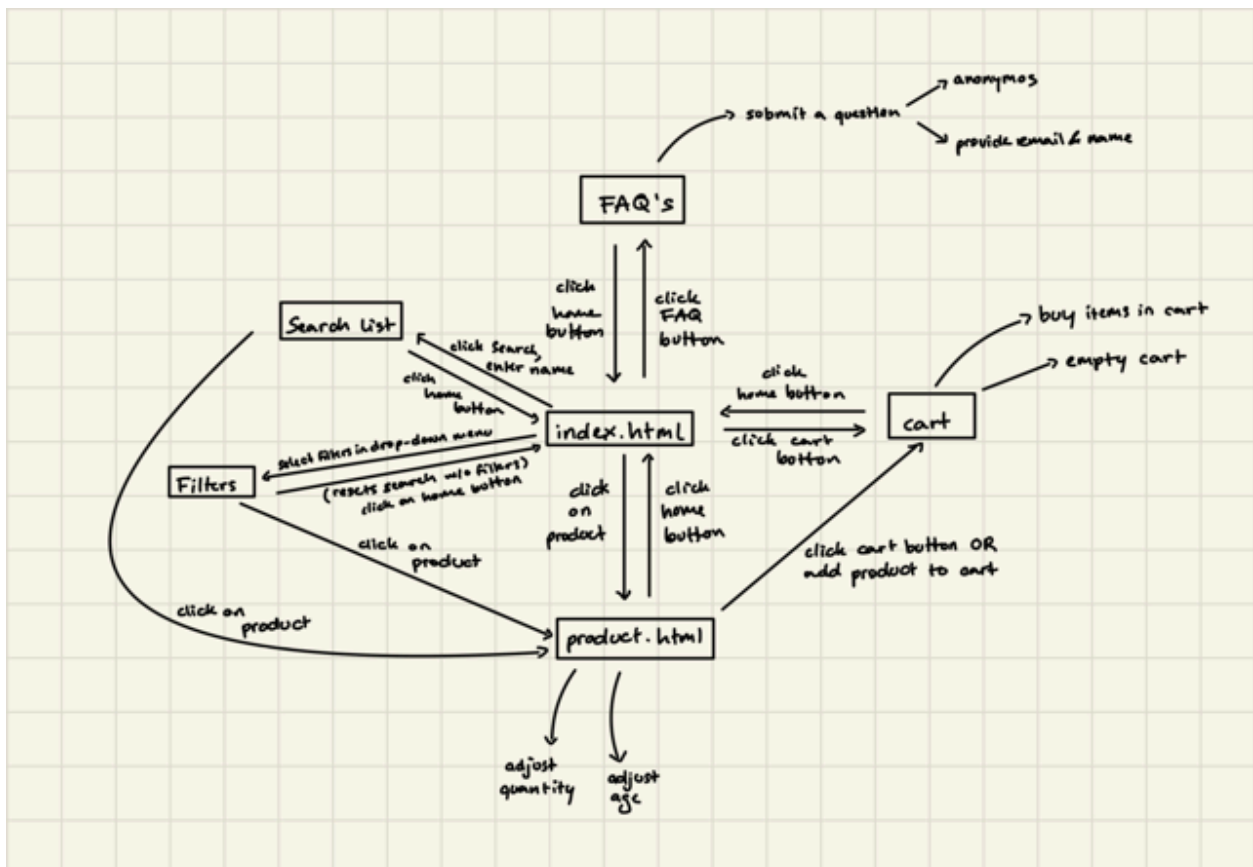 anonymos
submit a question
provide email & name
FAQ's
click
home
button
click
FAQ
button
Search List
click Search,
enter name
click
home
button
buy items in cart
empty cart
click
home button
cart
click cart
button
index.html
select filters in drop-down menu
(resets search w/o filters)
click on home button
Filters
click
on
product
click
home
button
click on
product
click cart button OR
add product to cart
click on
product
product.html
adjust
quantity
adjust
age